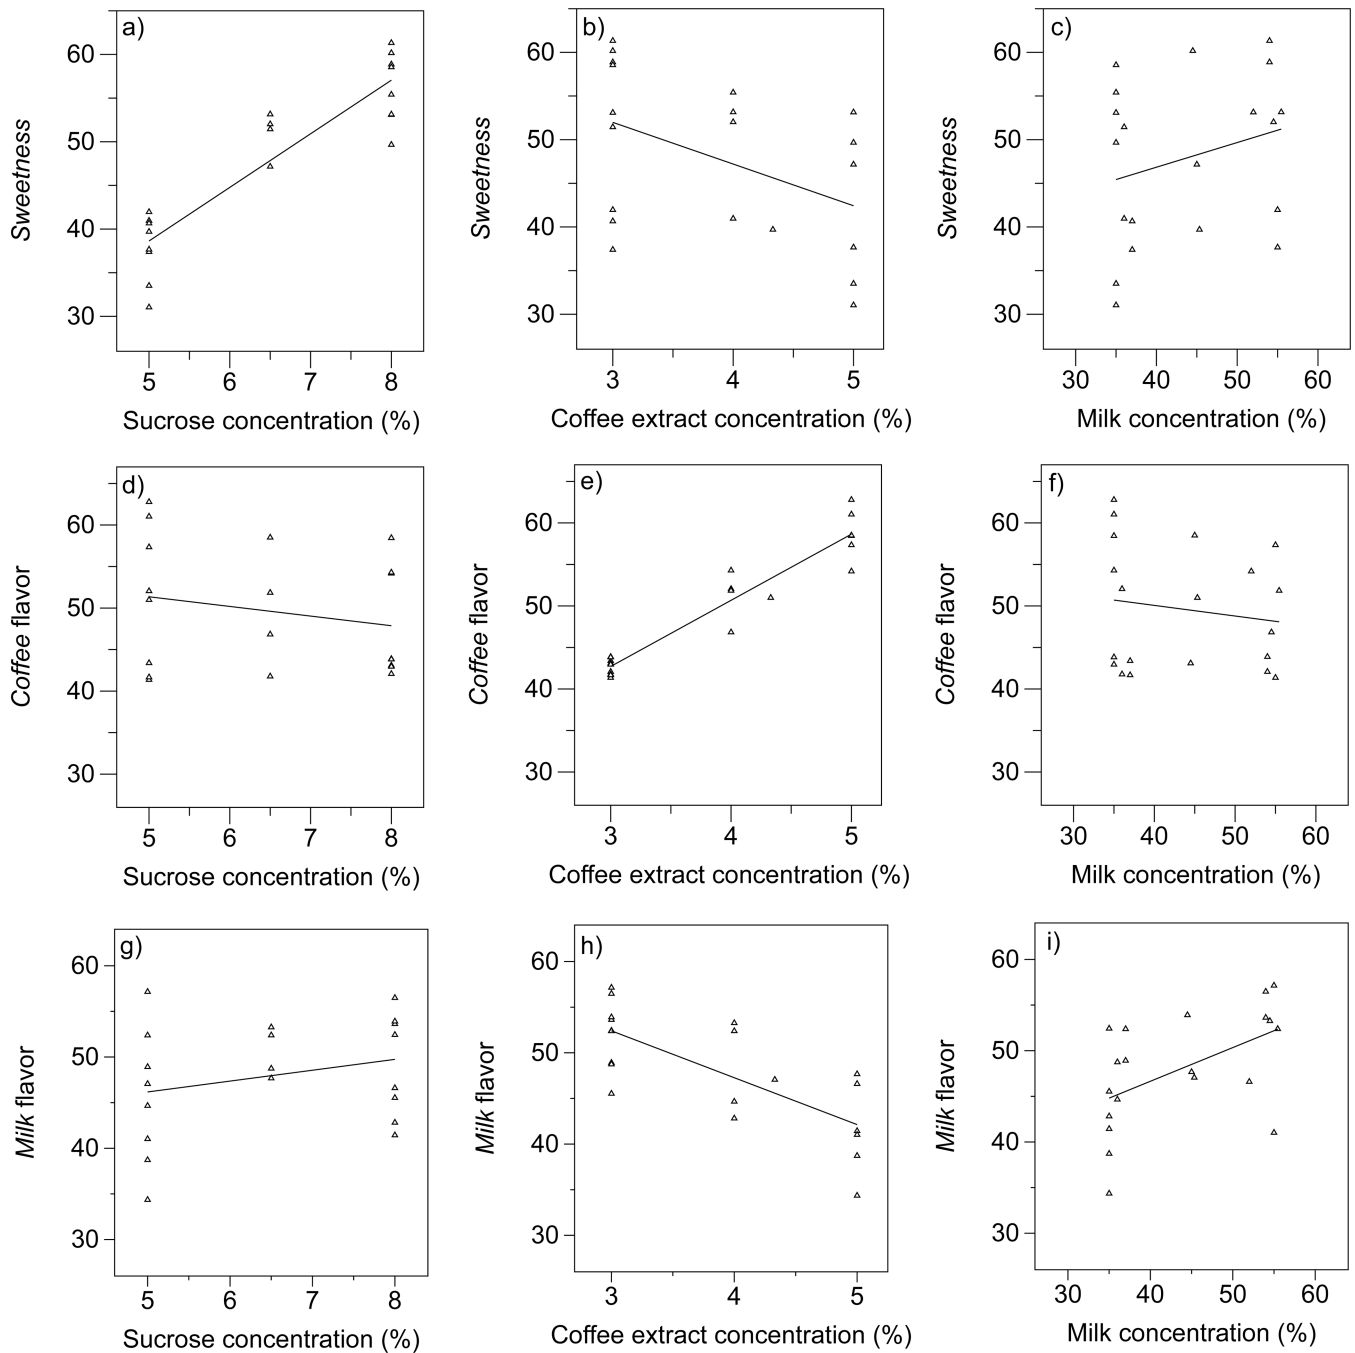 a)
60
50
40
30
Sweetness
5 6 7 8
Sucrose concentration (%)
b)
60
50
40
30
Sweetness
3 4 5
Coffee extract concentration (%)
c)
60
50
40
30
Sweetness
30 40 50 60
Milk concentration (%)
d)
60
50
40
30
Coffee flavor
5 6 7 8
Sucrose concentration (%)
e)
60
50
40
30
Coffee flavor
3 4 5
Coffee extract concentration (%)
f)
60
50
40
30
Coffee flavor
30 40 50 60
Milk concentration (%)
g)
60
50
40
30
Milk flavor
5 6 7 8
Sucrose concentration (%)
h)
60
50
40
30
Milk flavor
3 4 5
Coffee extract concentration (%)
i)
60
50
40
30
Milk flavor
30 40 50 60
Milk concentration (%)